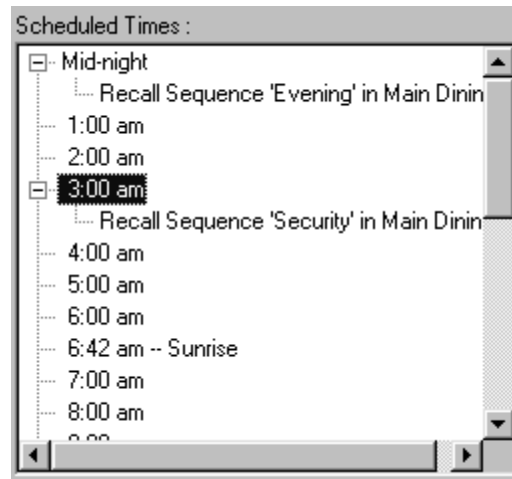 Scheduled Times :
Mid-night
Recall Sequence 'Evening' in Main Dinin
1:00 am
2:00 am
3:00 am
Recall Sequence 'Security' in Main Dinin
4:00 am
5:00 am
6:00 am
6:42 am -- Sunrise
7:00 am
8:00 am